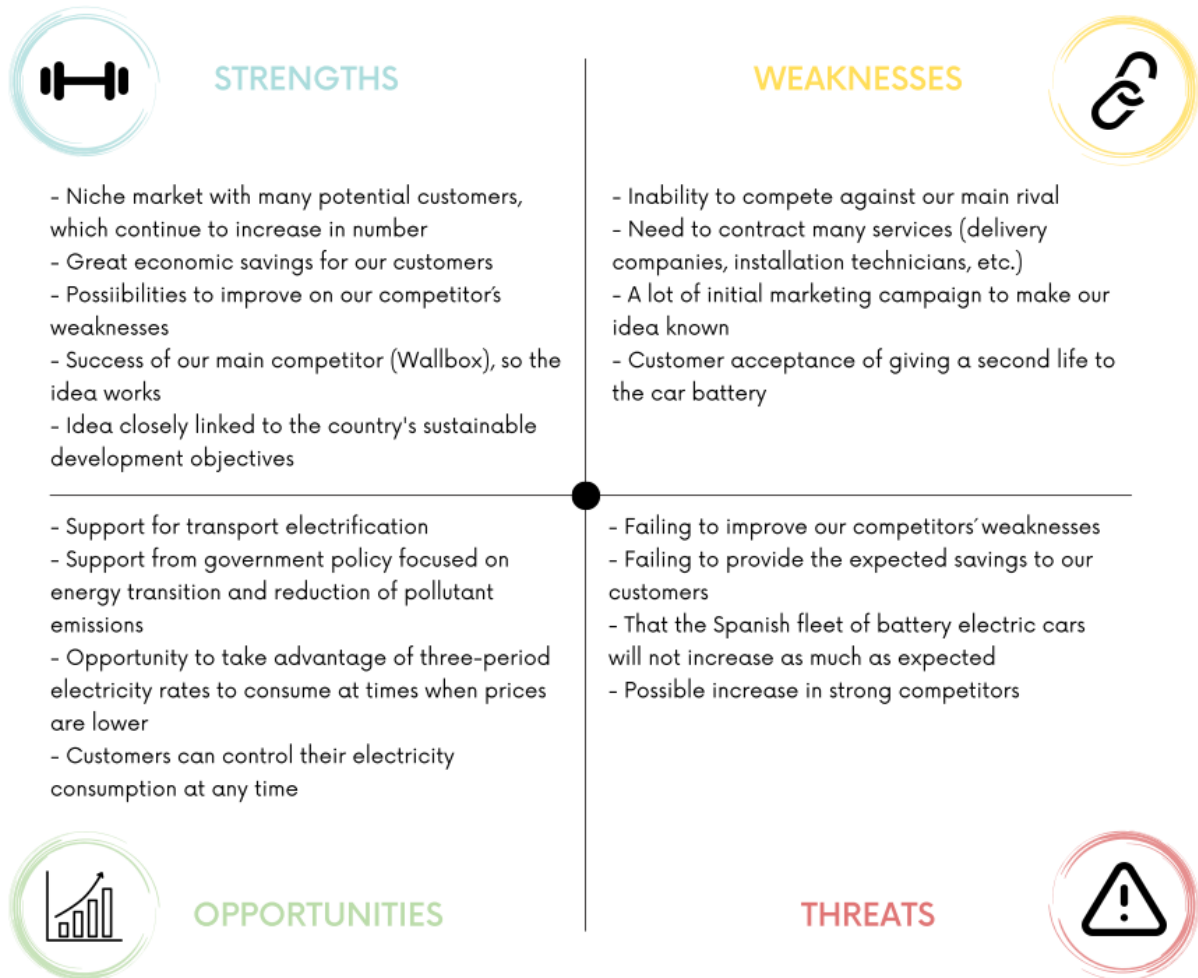 STRENGTHS
- Niche market with many potential customers,
which continue to increase in number
- Great economic savings for our customers
- Possiibilities to improve on our competitor´s
weaknesses
- Success of our main competitor (Wallbox), so the
idea works
- Idea closely linked to the country's sustainable
development objectives
WEAKNESSES
- Inability to compete against our main rival
- Need to contract many services (delivery
companies, installation technicians, etc.)
- A lot of initial marketing campaign to make our
idea known
- Customer acceptance of giving a second life to
the car battery
- Support for transport electrification
- Support from government policy focused on
energy transition and reduction of pollutant
emissions
- Opportunity to take advantage of three-period
electricity rates to consume at times when prices
are lower
- Customers can control their electricity
consumption at any time
OPPORTUNITIES
- Failing to improve our competitors´ weaknesses
- Failing to provide the expected savings to our
customers
- That the Spanish fleet of battery electric cars
will not increase as much as expected
- Possible increase in strong competitors
THREATS